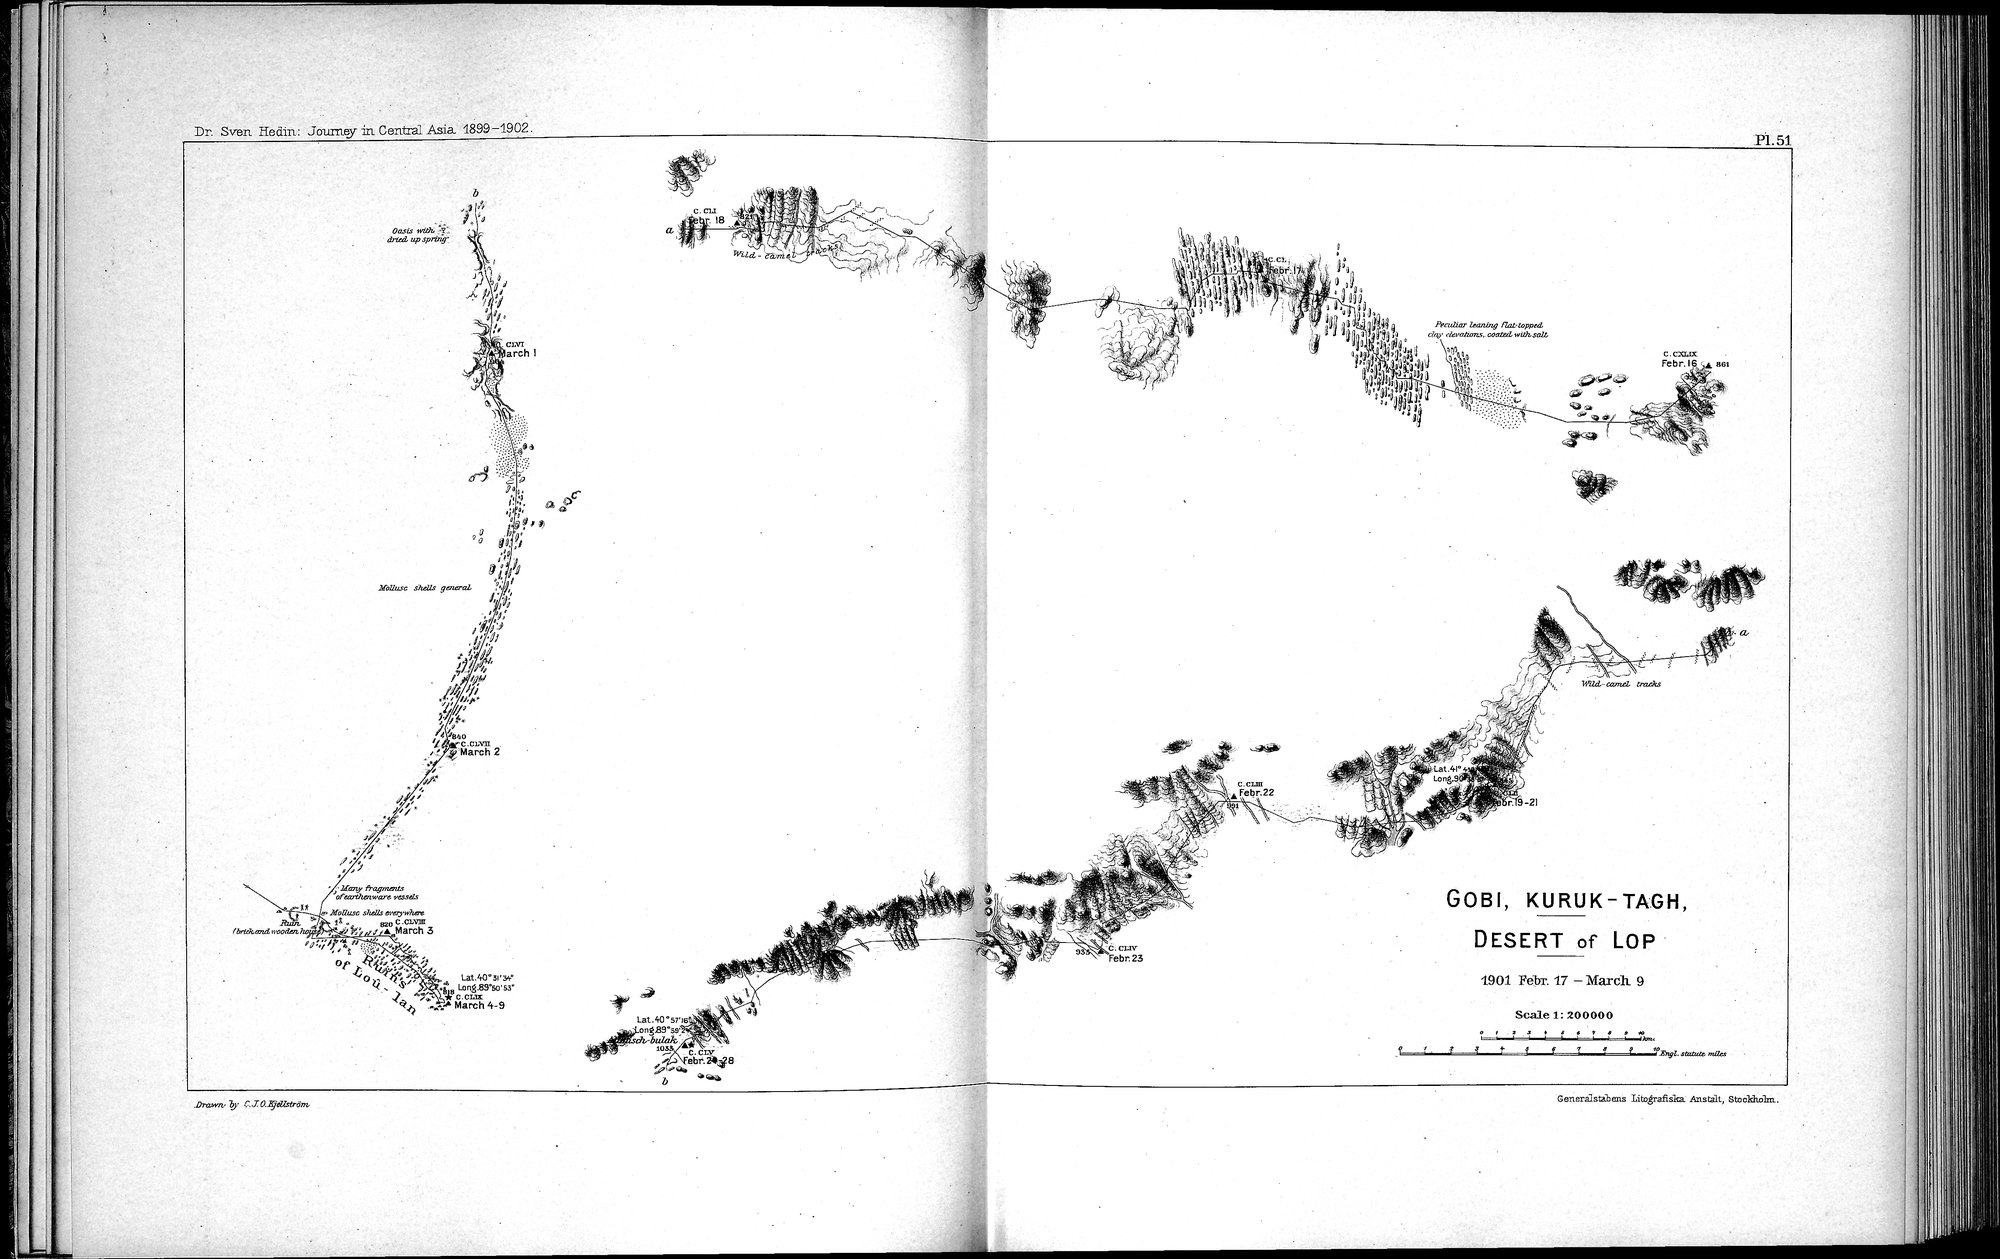 Dr. Sven Hedin: Journey in Central Asia 1899–1902.
Pl. 51
b
Oasis with
dried up spring
CLVI
March 1
Mollusc shells general
840
C. CLVII
March 2
Many fragments
of earthenware vessels
Mollusc shells everywhere
Ruin
(brick and wooden house)
820
C. CLVIII
March 3
Ruins
of Loû-lan
Lat. 40°31'34"
Long. 89°50'53"
818
C. CLIX
March 4-9
a
C. CLI
Febr. 18
Wild-camel tracks
C. CL
Febr. 17
Peculiar leaning flat-topped
clay elevations, coated with salt
C. CXLIX
Febr. 16
861
a
Wild-camel tracks
Lat. 41°
Long. 90°
Febr. 19-21
C. CLIII
Febr. 22
991
935
C. CLIV
Febr. 23
Lat. 40°57'16"
Long. 89°
bulak
1035
C. CLV
Febr. 24-28
b
GOBI, KURUK-TAGH,
DESERT of LOP
1901 Febr. 17 – March 9
Scale 1:200000
0 1 2 3 4 5 6 7 8 9 10 Kms.
0 1 2 3 4 5 6 7 8 9 10 Engl. statute miles
Drawn by C.J.O. Kjellström
Generalstabens Litografiska Anstalt, Stockholm.